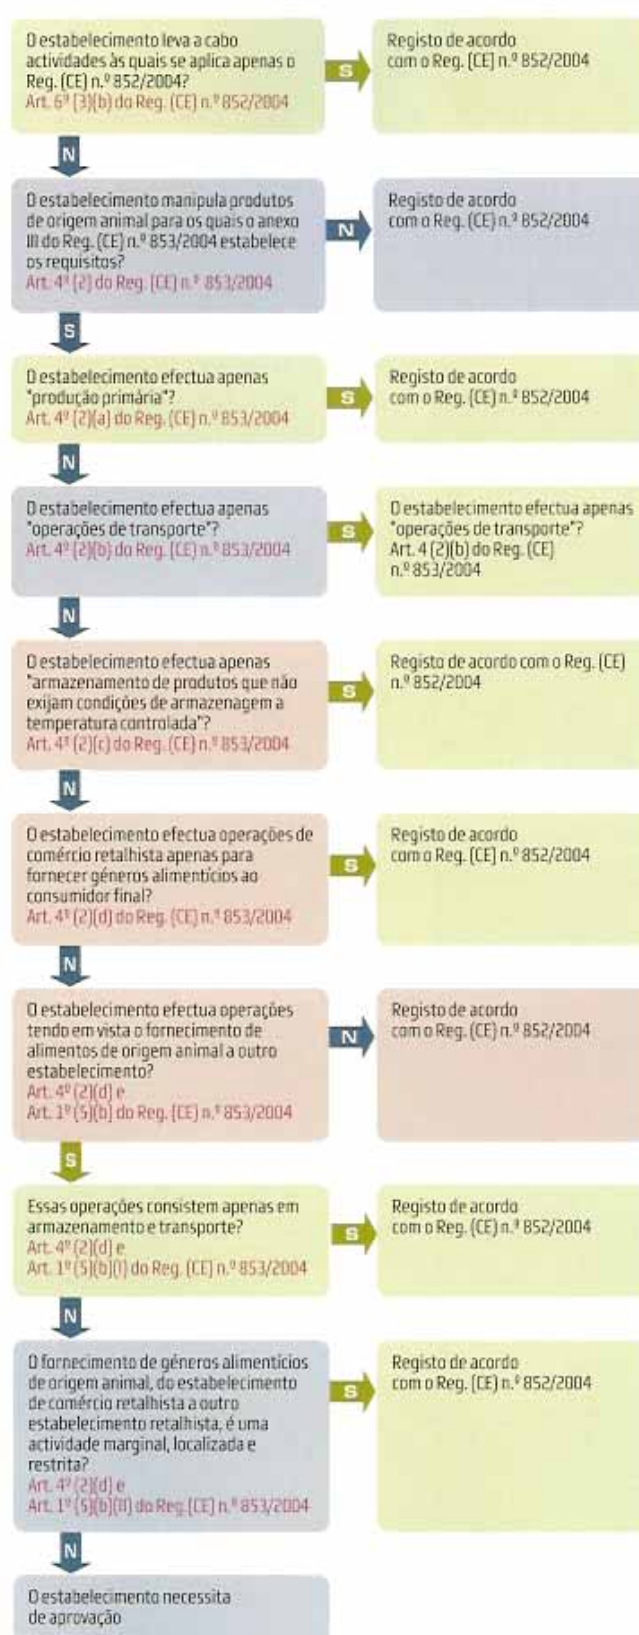 O estabelecimento leva a cabo
actividades às quais se aplica apenas o
Reg. (CE) n.º 852/2004?
Art. 6º (3)(b) do Reg. (CE) n.º 852/2004
S
Registo de acordo
com o Reg. (CE) n.º 852/2004
N
O estabelecimento manipula produtos
de origem animal para os quais o anexo
III do Reg. (CE) n.º 853/2004 estabelece
os requisitos?
Art. 4º (2) do Reg. (CE) n.º 853/2004
N
Registo de acordo
com o Reg. (CE) n.º 852/2004
S
O estabelecimento efectua apenas
"produção primária"?
Art. 4º (2)(a) do Reg. (CE) n.º 853/2004
S
Registo de acordo
com o Reg. (CE) n.º 852/2004
N
O estabelecimento efectua apenas
"operações de transporte"?
Art. 4º (2)(b) do Reg. (CE) n.º 853/2004
S
O estabelecimento efectua apenas
"operações de transporte"?
Art. 4 (2)(b) do Reg. (CE)
n.º 853/2004
N
O estabelecimento efectua apenas
"armazenamento de produtos que não
exijam condições de armazenagem a
temperatura controlada"?
Art. 4º (2)(c) do Reg. (CE) n.º 853/2004
S
Registo de acordo com o Reg. (CE)
n.º 852/2004
N
O estabelecimento efectua operações de
comércio retalhista apenas para
fornecer géneros alimentícios ao
consumidor final?
Art. 4º (2)(d) do Reg. (CE) n.º 853/2004
S
Registo de acordo
com o Reg. (CE) n.º 852/2004
N
O estabelecimento efectua operações
tendo em vista o fornecimento de
alimentos de origem animal a outro
estabelecimento?
Art. 4º (2)(d) e
Art. 1º (5)(b) do Reg. (CE) n.º 853/2004
N
Registo de acordo
com o Reg. (CE) n.º 852/2004
S
Essas operações consistem apenas em
armazenamento e transporte?
Art. 4º (2)(d) e
Art. 1º (5)(b)(I) do Reg. (CE) n.º 853/2004
S
Registo de acordo
com o Reg. (CE) n.º 852/2004
N
O fornecimento de géneros alimentícios
de origem animal, do estabelecimento
de comércio retalhista a outro
estabelecimento retalhista, é uma
actividade marginal, localizada e
restrita?
Art. 4º (2)(d) e
Art. 1º (5)(b)(II) do Reg. (CE) n.º 853/2004
S
Registo de acordo
com o Reg. (CE) n.º 852/2004
N
O estabelecimento necessita
de aprovação